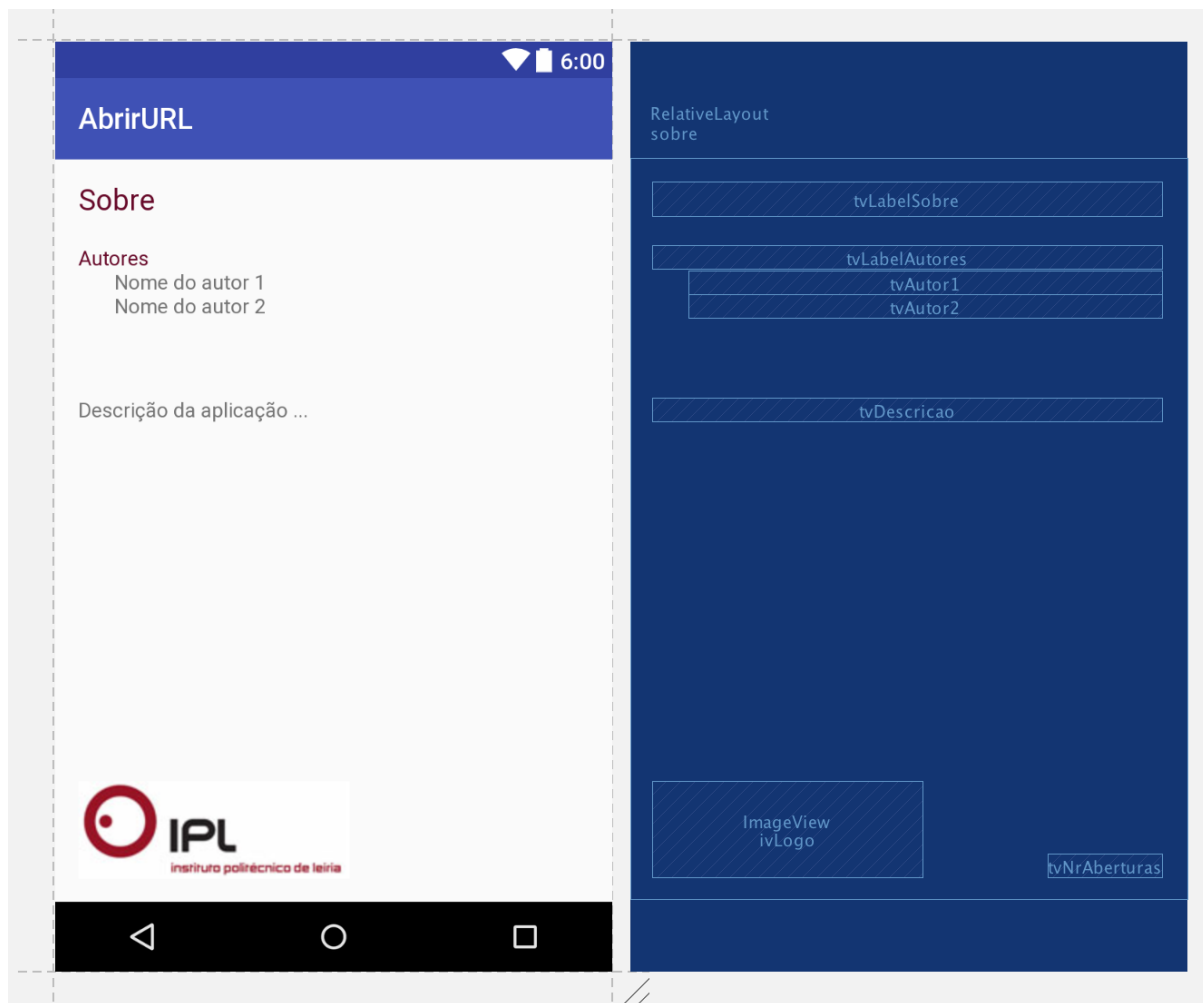 6:00
AbrirURL
Sobre
Autores
Nome do autor 1
Nome do autor 2
Descrição da aplicação ...
IPL
instituto politécnico de leiria
RelativeLayout
sobre
tvLabelSobre
tvLabelAutores
tvAutor1
tvAutor2
tvDescricao
ImageView
ivLogo
tvNrAberturas